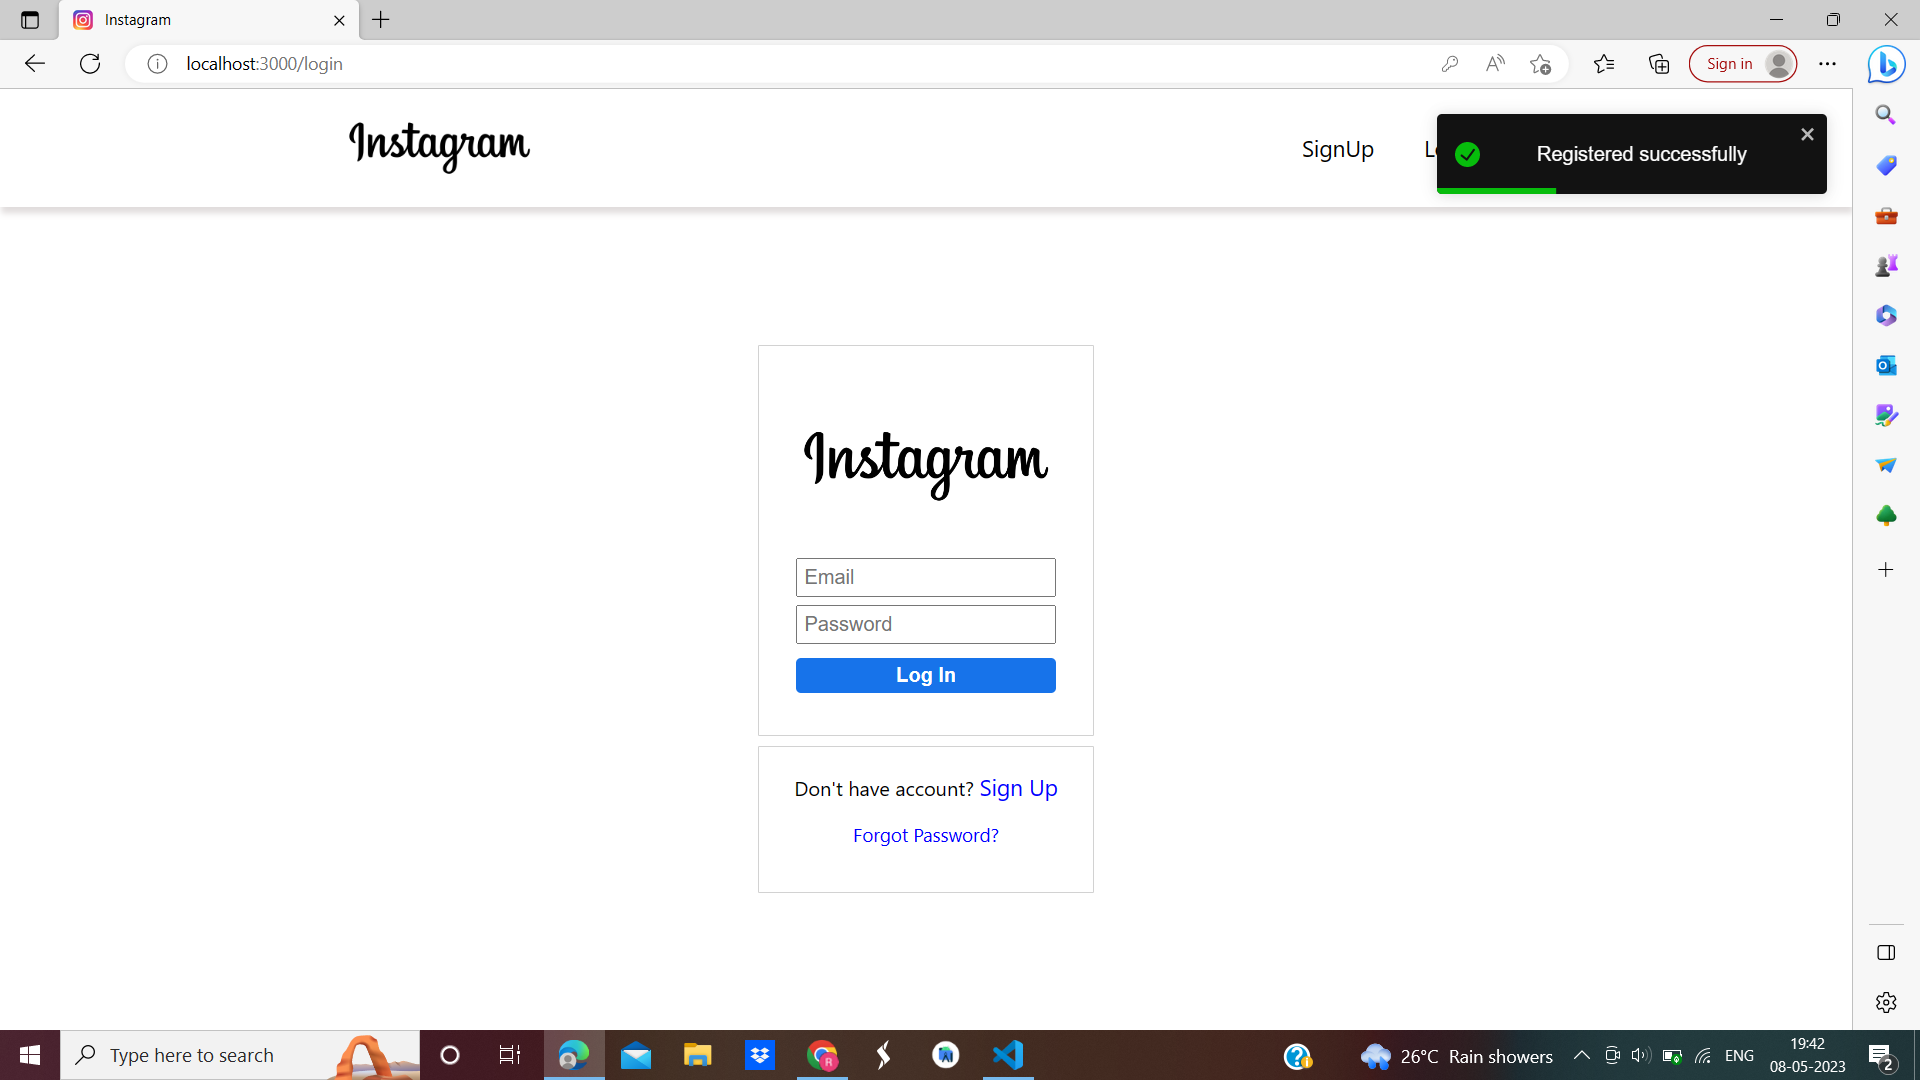 Instagram
localhost:3000/login
Sign in
Instagram
SignUp
Registered successfully
Instagram
Email
Password
Log In
Don't have account? Sign Up
Forgot Password?
Type here to search
26°C Rain showers
ENG
19:42
08-05-2023
2